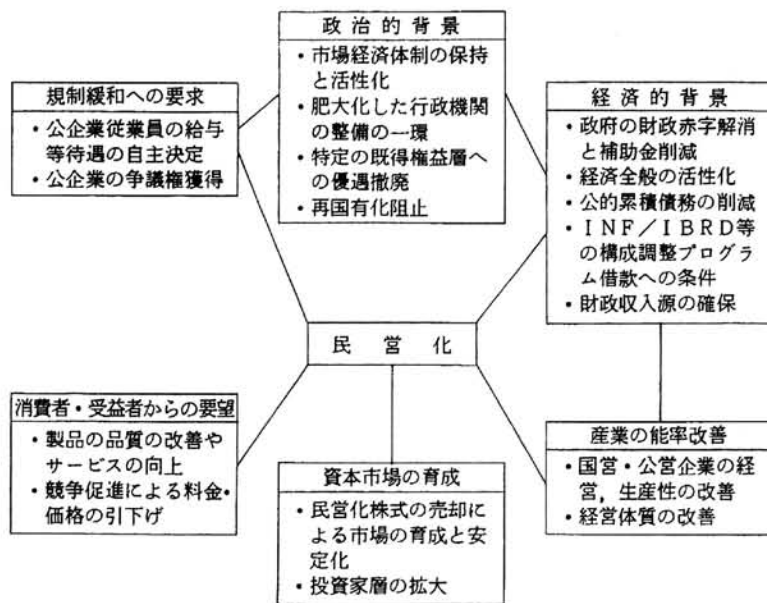 政治的背景
・市場経済体制の保持
と活性化
・肥大化した行政機関
の整備の一環
・特定の既得権益層へ
の優遇撤廃
・再国有化阻止
規制緩和への要求
・公企業従業員の給与
等待遇の自主決定
・公企業の争議権獲得
経済的背景
・政府の財政赤字解消
と補助金削減
・経済全般の活性化
・公的累積債務の削減
・INF/IBRD等
の構成調整プログラ
ム借款への条件
・財政収入源の確保
民営化
消費者・受益者からの要望
・製品の品質の改善や
サービスの向上
・競争促進による料金・
価格の引下げ
資本市場の育成
・民営化株式の売却に
よる市場の育成と安
定化
・投資家層の拡大
産業の能率改善
・国営・公営企業の経
営，生産性の改善
・経営体質の改善